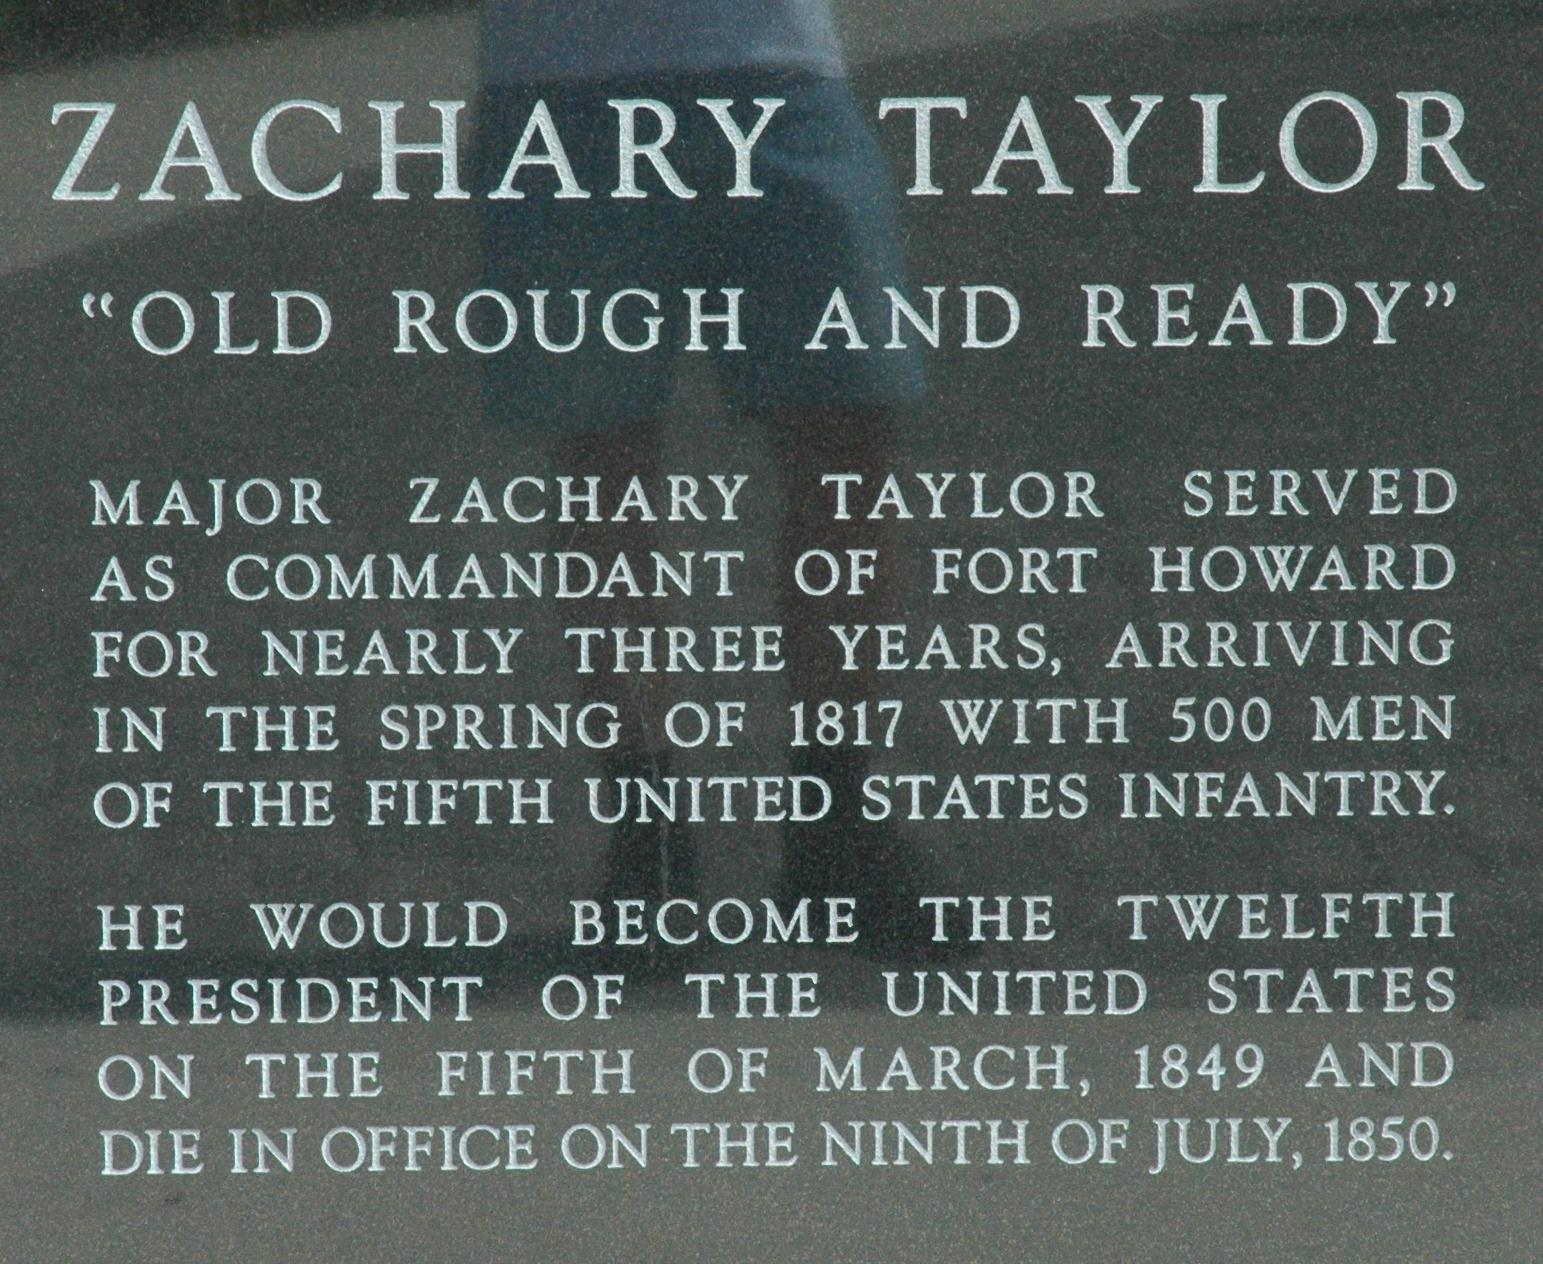 ZACHARY TAYLOR
“OLD ROUGH AND READY”
MAJOR ZACHARY TAYLOR SERVED
AS COMMANDANT OF FORT HOWARD
FOR NEARLY THREE YEARS, ARRIVING
IN THE SPRING OF 1817 WITH 500 MEN
OF THE FIFTH UNITED STATES INFANTRY.
HE WOULD BECOME THE TWELFTH
PRESIDENT OF THE UNITED STATES
ON THE FIFTH OF MARCH, 1849 AND
DIE IN OFFICE ON THE NINTH OF JULY, 1850.